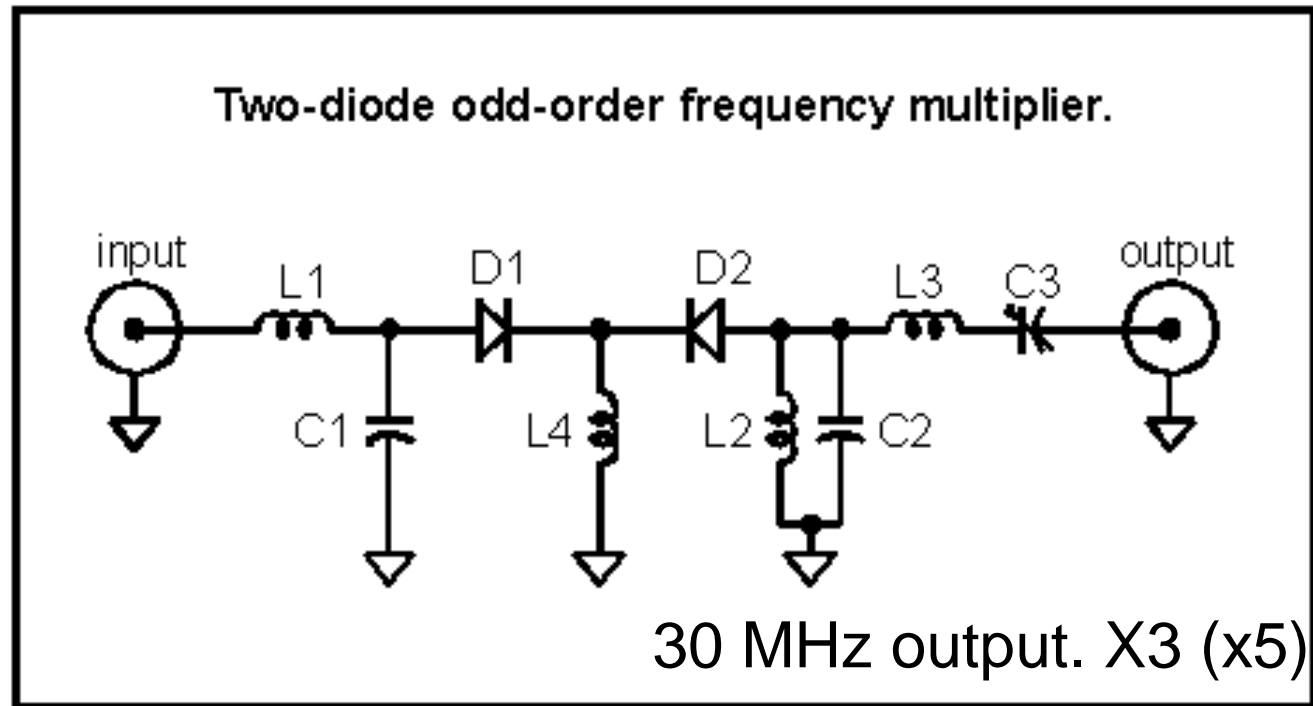 Two-diode odd-order frequency multiplier.
input
L1
D1
D2
L3
C3
output
C1
L4
L2
C2
30 MHz output. X3 (x5)